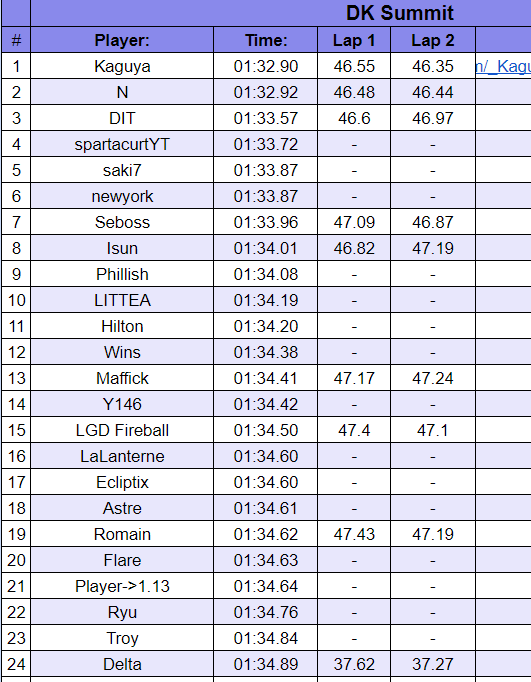 DK Summit
# Player: Time: Lap 1 Lap 2
1 Kaguya 01:32.90 46.55 46.35 m/_Kagu
2 N 01:32.92 46.48 46.44
3 DIT 01:33.57 46.6 46.97
4 spartacurtYT 01:33.72 - -
5 saki7 01:33.87 - -
6 newyork 01:33.87 - -
7 Seboss 01:33.96 47.09 46.87
8 Isun 01:34.01 46.82 47.19
9 Phillish 01:34.08 - -
10 LITTEA 01:34.19 - -
11 Hilton 01:34.20 - -
12 Wins 01:34.38 - -
13 Maffick 01:34.41 47.17 47.24
14 Y146 01:34.42 - -
15 LGD Fireball 01:34.50 47.4 47.1
16 LaLanterne 01:34.60 - -
17 Ecliptix 01:34.60 - -
18 Astre 01:34.61 - -
19 Romain 01:34.62 47.43 47.19
20 Flare 01:34.63 - -
21 Player->1.13 01:34.64 - -
22 Ryu 01:34.76 - -
23 Troy 01:34.84 - -
24 Delta 01:34.89 37.62 37.27